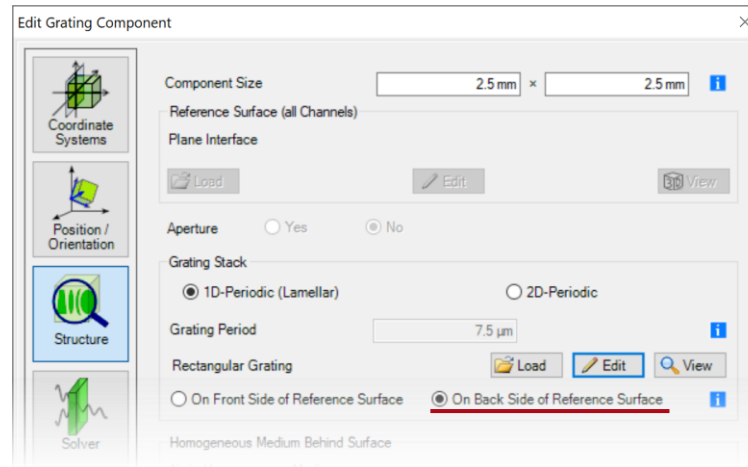 Edit Grating Component
Coordinate Systems
Position / Orientation
Structure
Solver
Component Size 2.5 mm × 2.5 mm
Reference Surface (all Channels)
Plane Interface
Load Edit View
Aperture Yes No
Grating Stack
1D-Periodic (Lamellar) 2D-Periodic
Grating Period 7.5 µm
Rectangular Grating Load Edit View
On Front Side of Reference Surface On Back Side of Reference Surface
Homogeneous Medium Behind Surface